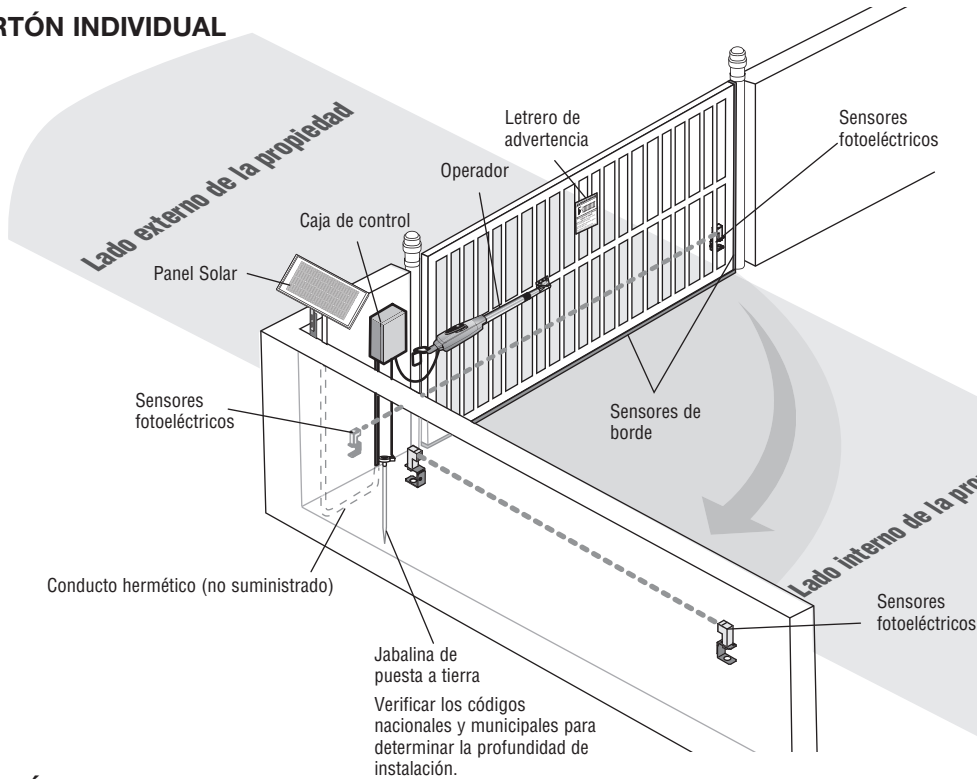 RTÓN INDIVIDUAL
Lado externo de la propiedad
Letrero de
advertencia
Sensores
fotoeléctricos
Operador
Caja de control
Panel Solar
Sensores
fotoeléctricos
Sensores de
borde
Lado interno de la prop
Conducto hermético (no suministrado)
Sensores
fotoeléctricos
Jabalina de
puesta a tierra
Verificar los códigos
nacionales y municipales para
determinar la profundidad de
instalación.